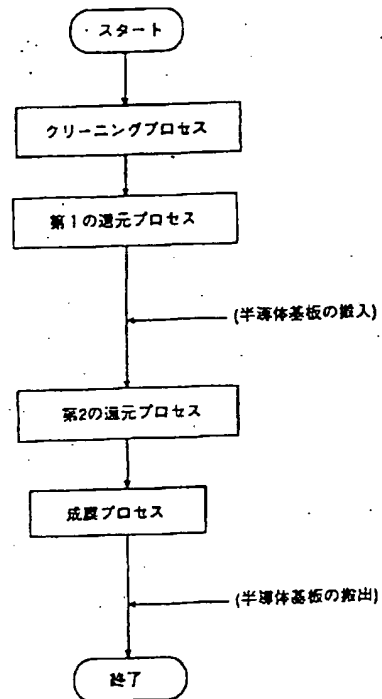 スタート
クリーニングプロセス
第1の還元プロセス
(半導体基板の搬入)
第2の還元プロセス
成膜プロセス
(半導体基板の搬出)
終了